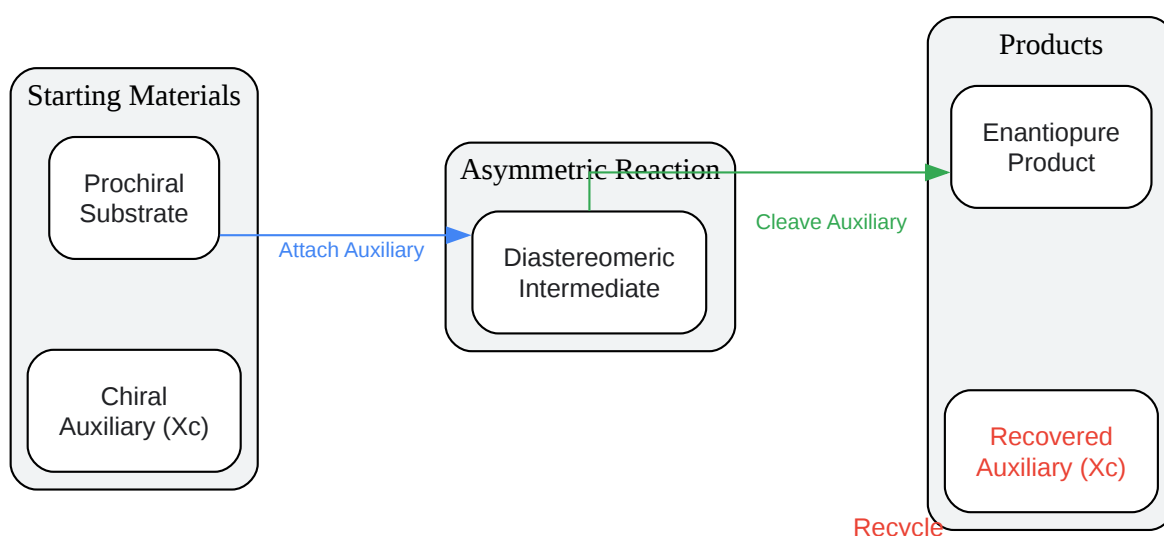 Starting Materials
Prochiral
Substrate
Chiral
Auxiliary (Xc)
Attach Auxiliary
Asymmetric Reaction
Diastereomeric
Intermediate
Cleave Auxiliary
Products
Enantiopure
Product
Recovered
Auxiliary (Xc)
Recycle